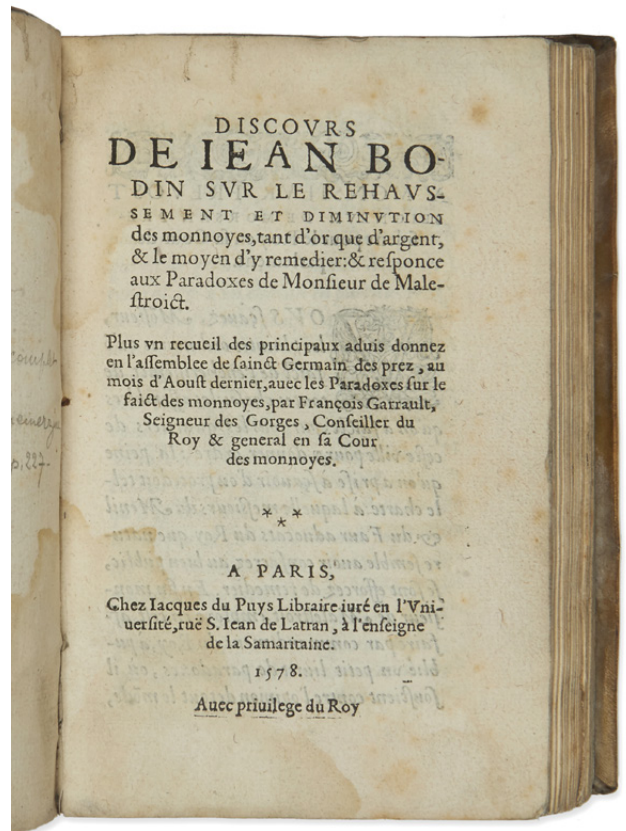 DISCOVRS
DE IEAN BO-
DIN SVR LE REHAVS-
SEMENT ET DIMINVTION
des monnoyes, tant d'or que d'argent,
& le moyen d'y remedier: & reſponce
aux Paradoxes de Monſieur de Male-
ſtroict.
Plus vn recueil des principaux aduis donnez
en l'aſſemblee de ſainct Germain des prez, au
mois d'Aouſt dernier, auec les Paradoxes ſur le
faict des monnoyes, par François Garrault,
Seigneur des Gorges, Conſeiller du
Roy & general en ſa Cour
des monnoyes.
* * *
A PARIS,
Chez Iacques du Puys Libraire iuré en l'Vni-
uerſité, ruë S. Iean de Latran, à l'enſeigne
de la Samaritaine.
1578.
Auec priuilege du Roy
p. 227.